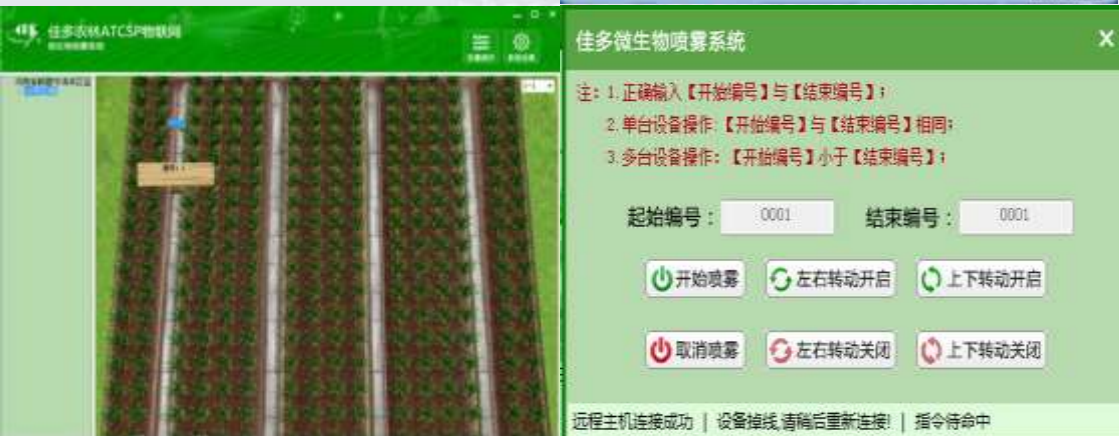 佳多农林ATCSP物联网
佳多微生物喷雾系统
X
注：1.正确输入【开始编号】与【结束编号】；
2.单台设备操作:【开始编号】与【结束编号】相同；
3.多台设备操作：【开始编号】小于【结束编号】；
起始编号： 0001 结束编号： 0001
开始喷雾 左右转动开启 上下转动开启
取消喷雾 左右转动关闭 上下转动关闭
远程主机连接成功 | 设备掉线,请稍后重新连接! | 指令待命中